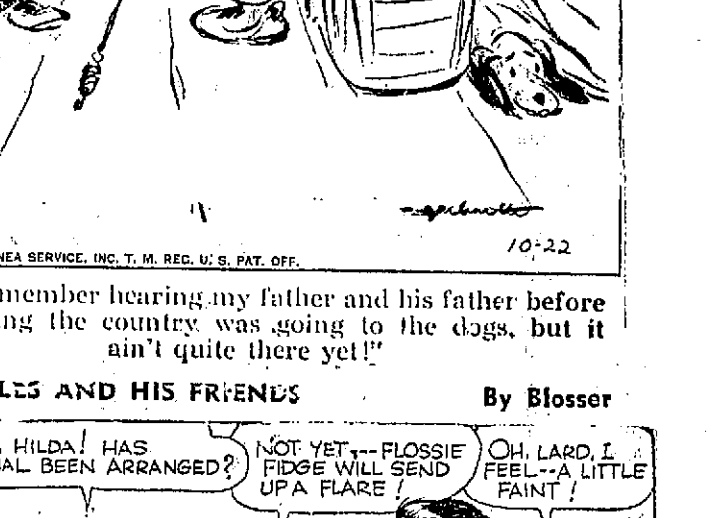 10-22
NEA SERVICE, INC. T. M. REG. U. S. PAT. OFF.
member hearing my father and his father before
ng the country was going to the dogs, but it
ain't quite there yet!"
LES AND HIS FRIENDS By Blosser
HILDA! HAS
AL BEEN ARRANGED?
NOT YET,--FLOSSIE
FIDGE WILL SEND
UP A FLARE!
OH, LARD, I
FEEL--A LITTLE
FAINT!